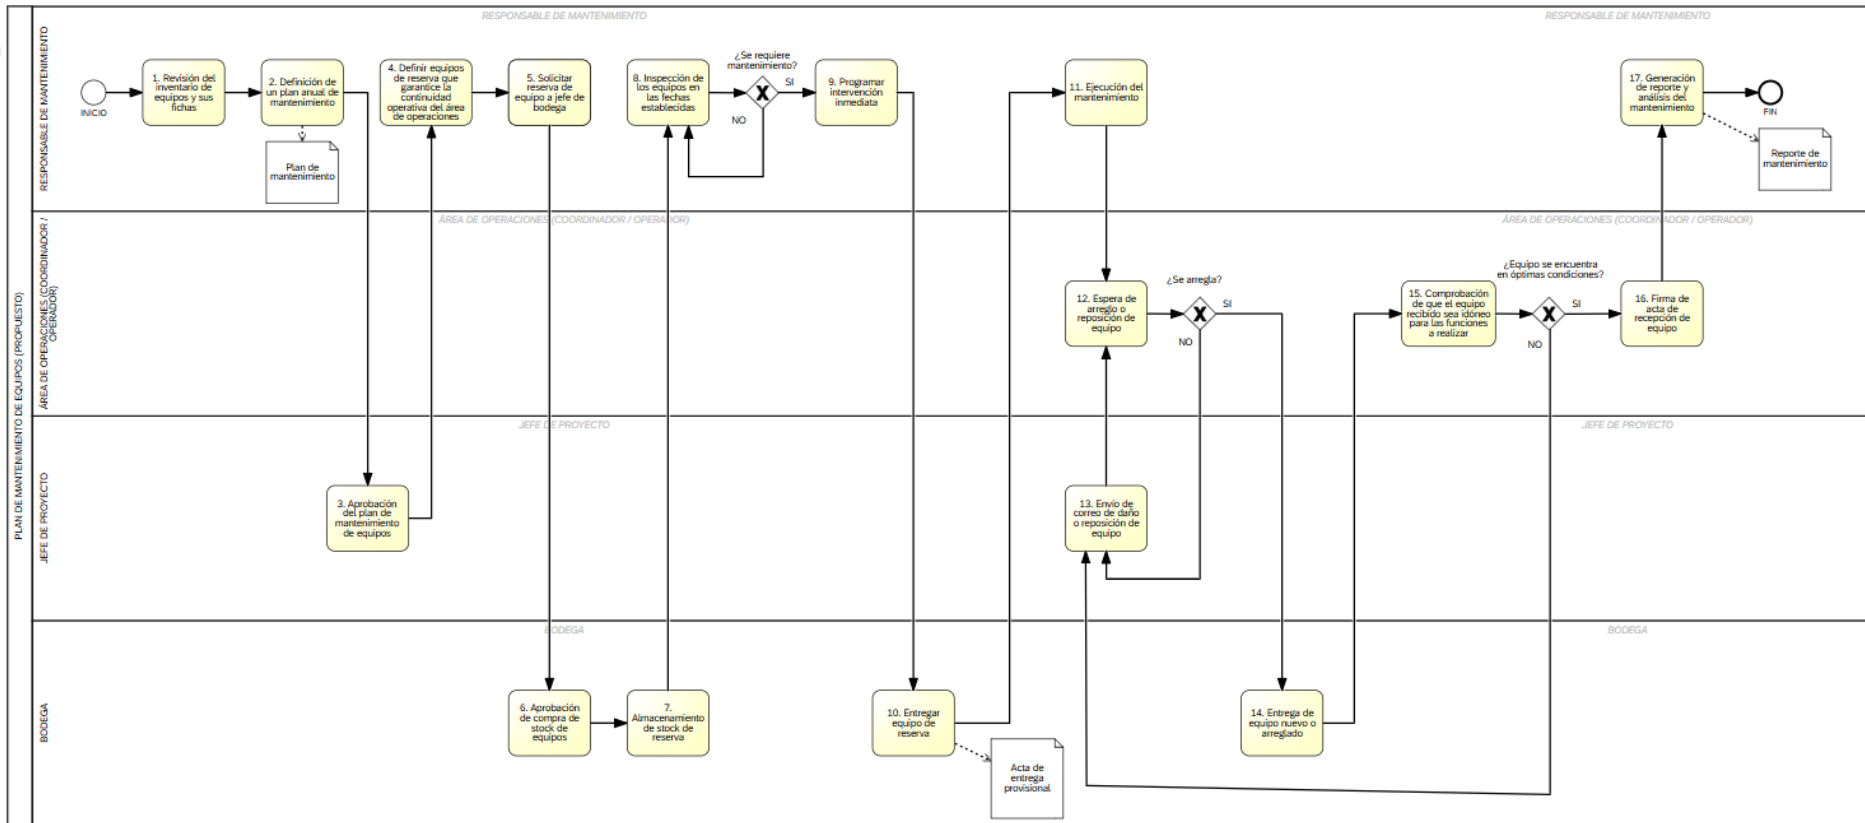 PLAN DE MANTENIMIENTO DE EQUIPOS (PROPUESTO)
RESPONSABLE DE MANTENIMIENTO
RESPONSABLE DE MANTENIMIENTO
RESPONSABLE DE MANTENIMIENTO
INICIO
1. Revisión del
inventario de
equipos y sus
fichas
2. Definición de
un plan anual de
mantenimiento
Plan de
mantenimiento
4. Definir equipos
de reserva que
garantice la
continuidad
operativa del área
de operaciones
5. Solicitar
reserva de
equipo a jefe de
bodega
8. Inspección de
los equipos en
las fechas
establecidas
¿Se requiere
mantenimiento?
SI
NO
9. Programar
intervención
inmediata
11. Ejecución del
mantenimiento
17. Generación
de reporte y
análisis del
mantenimiento
FIN
Reporte de
mantenimiento
ÁREA DE OPERACIONES (COORDINADOR /
OPERADOR)
ÁREA DE OPERACIONES (COORDINADOR / OPERADOR)
ÁREA DE OPERACIONES (COORDINADOR / OPERADOR)
12. Espera de
arreglo o
reposición de
equipo
¿Se arregla?
SI
NO
15. Comprobación
de que el equipo
recibido sea idóneo
para las funciones
a realizar
¿Equipo se encuentra
en óptimas condiciones?
SI
NO
16. Firma de
acta de
recepción de
equipo
JEFE DE PROYECTO
JEFE DE PROYECTO
JEFE DE PROYECTO
3. Aprobación
del plan de
mantenimiento
de equipos
13. Envío de
correo de daño
o reposición de
equipo
BODEGA
BODEGA
BODEGA
6. Aprobación
de compra de
stock de
equipos
7.
Almacenamiento
de stock de
reserva
10. Entregar
equipo de
reserva
Acta de
entrega
provisional
14. Entrega de
equipo nuevo o
arreglado